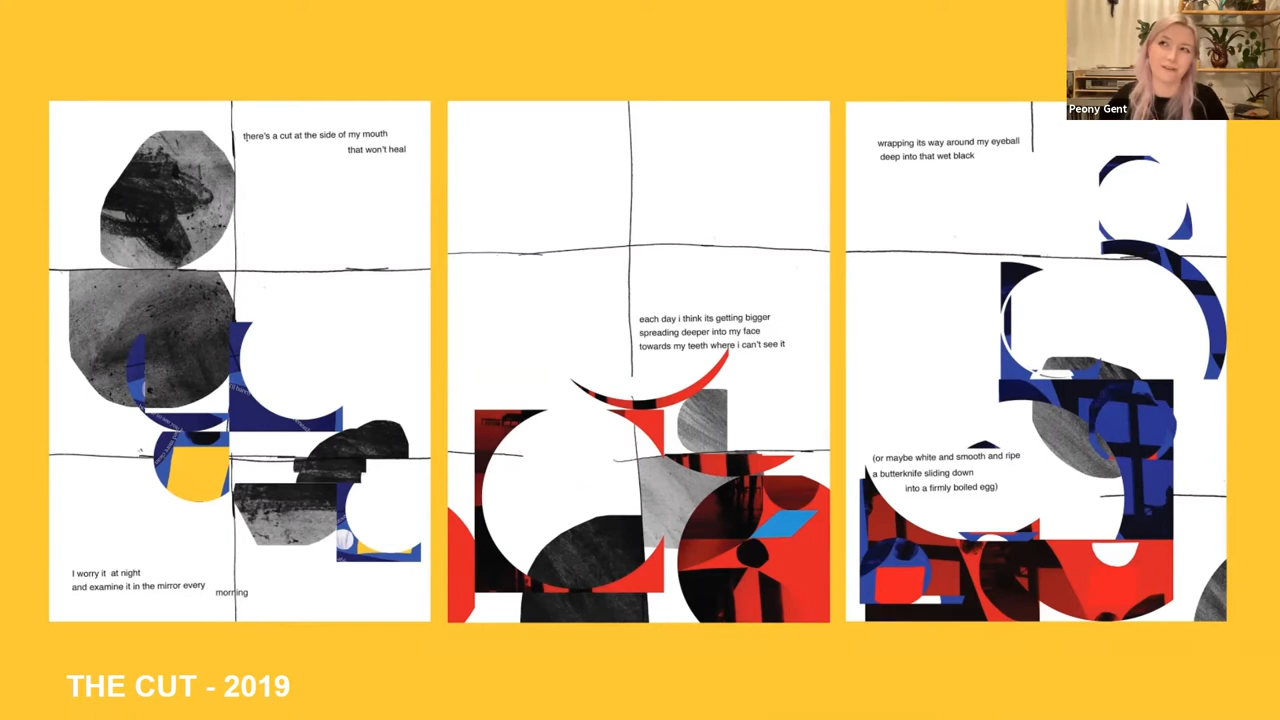 Peony Gent
there's a cut at the side of my mouth
that won't heal
I worry it at night
and examine it in the mirror every
morning
each day i think its getting bigger
spreading deeper into my face
towards my teeth where i can't see it
wrapping its way around my eyeball
deep into that wet black
(or maybe white and smooth and ripe
a butterknife sliding down
into a firmly boiled egg)
THE CUT - 2019